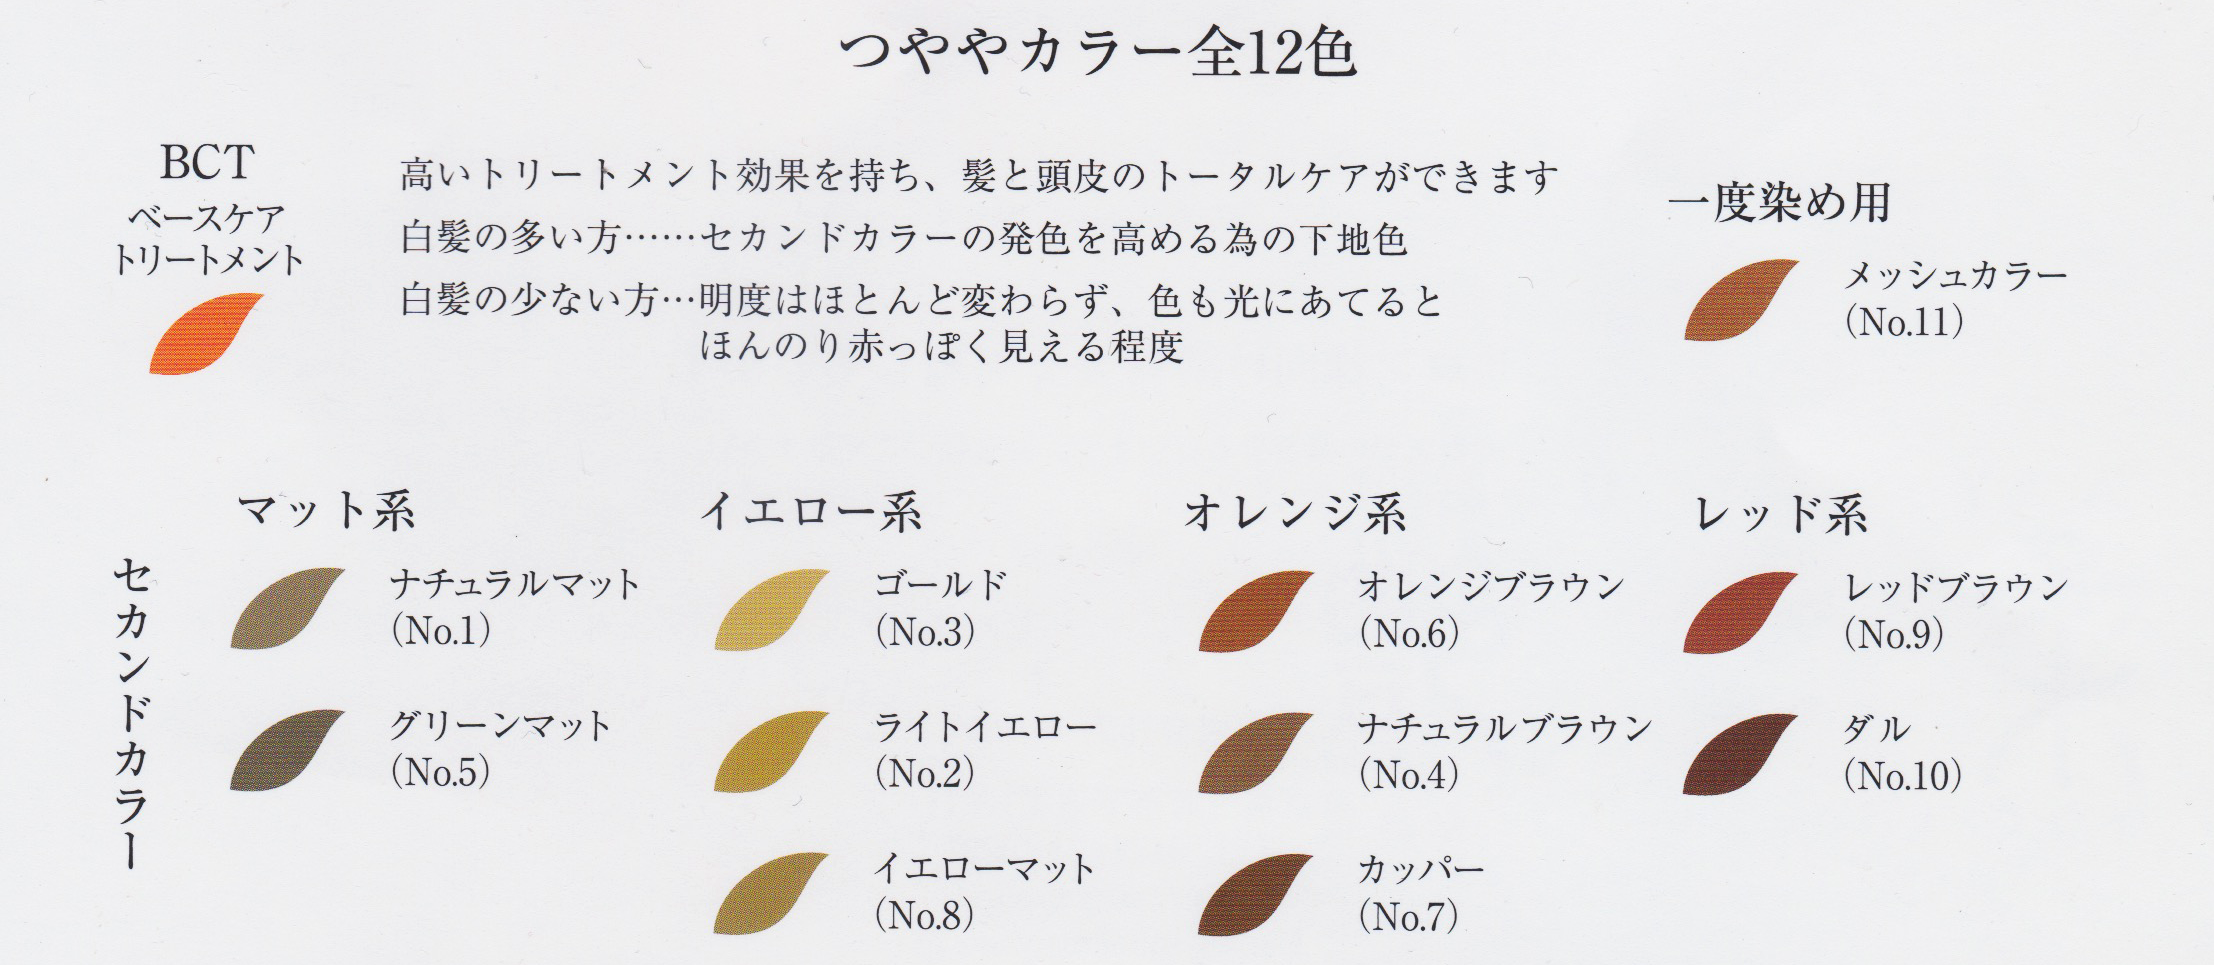 つややカラー全12色
BCT
ベースケア
トリートメント
高いトリートメント効果を持ち、髪と頭皮のトータルケアができます
白髪の多い方……セカンドカラーの発色を高める為の下地色
白髪の少ない方…明度はほとんど変わらず、色も光にあてると
ほんのり赤っぽく見える程度
一度染め用
メッシュカラー
(No.11)
セカンドカラー
マット系
ナチュラルマット
(No.1)
グリーンマット
(No.5)
イエロー系
ゴールド
(No.3)
ライトイエロー
(No.2)
イエローマット
(No.8)
オレンジ系
オレンジブラウン
(No.6)
ナチュラルブラウン
(No.4)
カッパー
(No.7)
レッド系
レッドブラウン
(No.9)
ダル
(No.10)